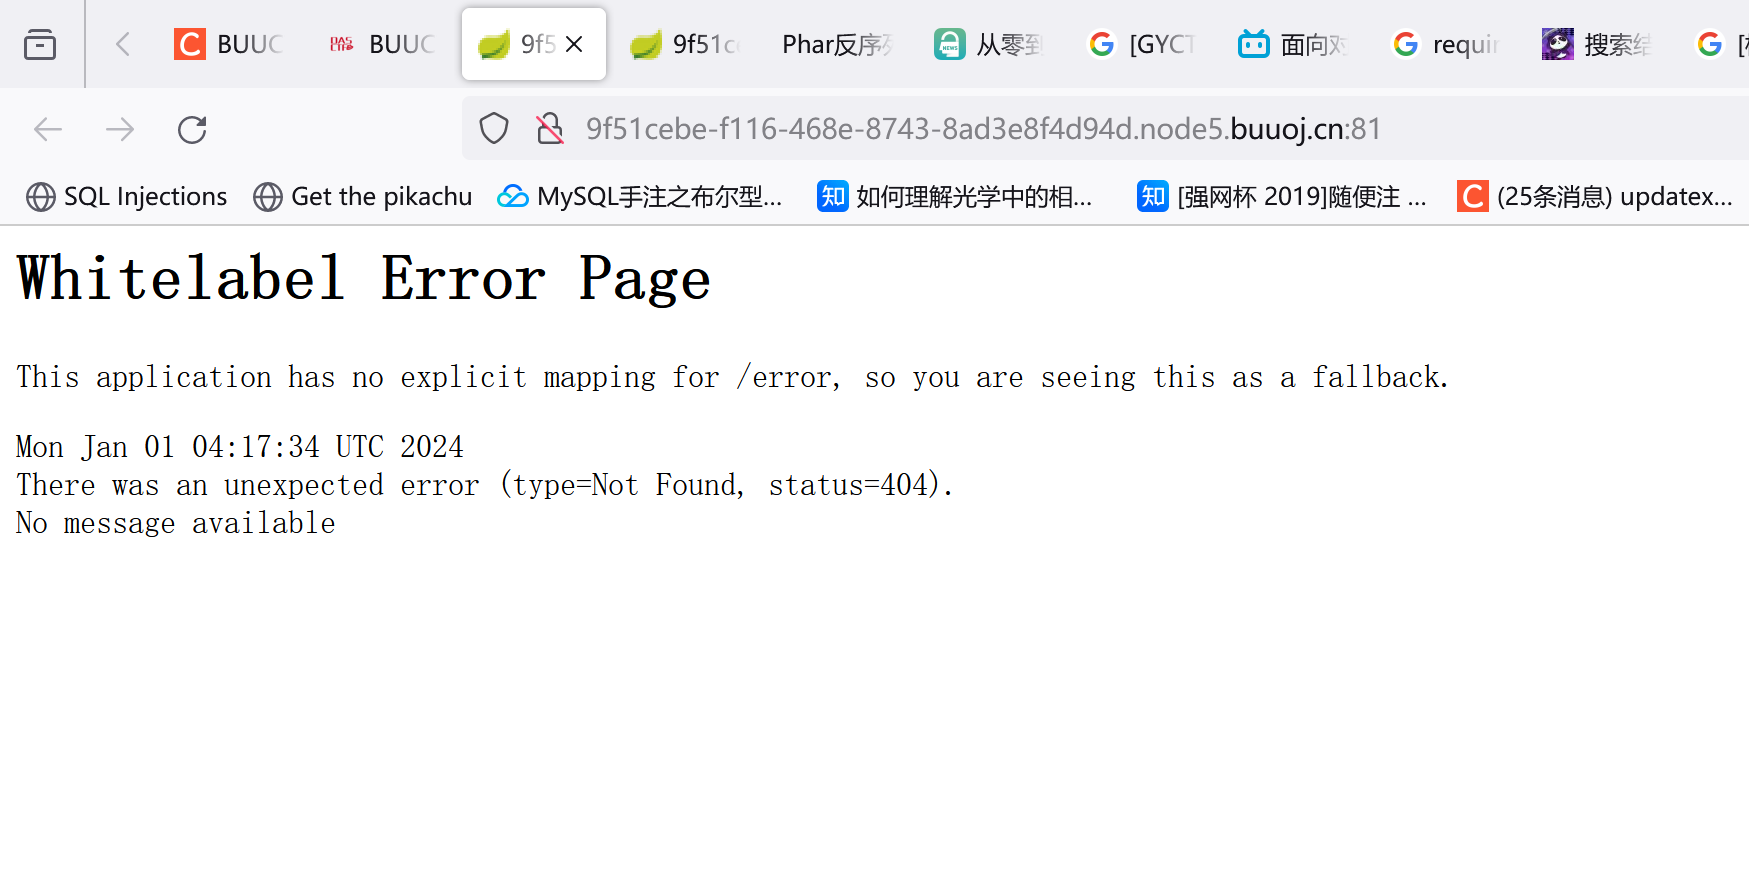 BUUC BUUC 9f5 9f51c Phar反序 从零到 [GYCT 面向对 requir 搜索结
9f51cebe-f116-468e-8743-8ad3e8f4d94d.node5.buuoj.cn:81
SQL Injections Get the pikachu MySQL手注之布尔型... 知 如何理解光学中的相... 知 [强网杯 2019]随便注 ... C (25条消息) updatex...
Whitelabel Error Page
This application has no explicit mapping for /error, so you are seeing this as a fallback.
Mon Jan 01 04:17:34 UTC 2024
There was an unexpected error (type=Not Found, status=404).
No message available